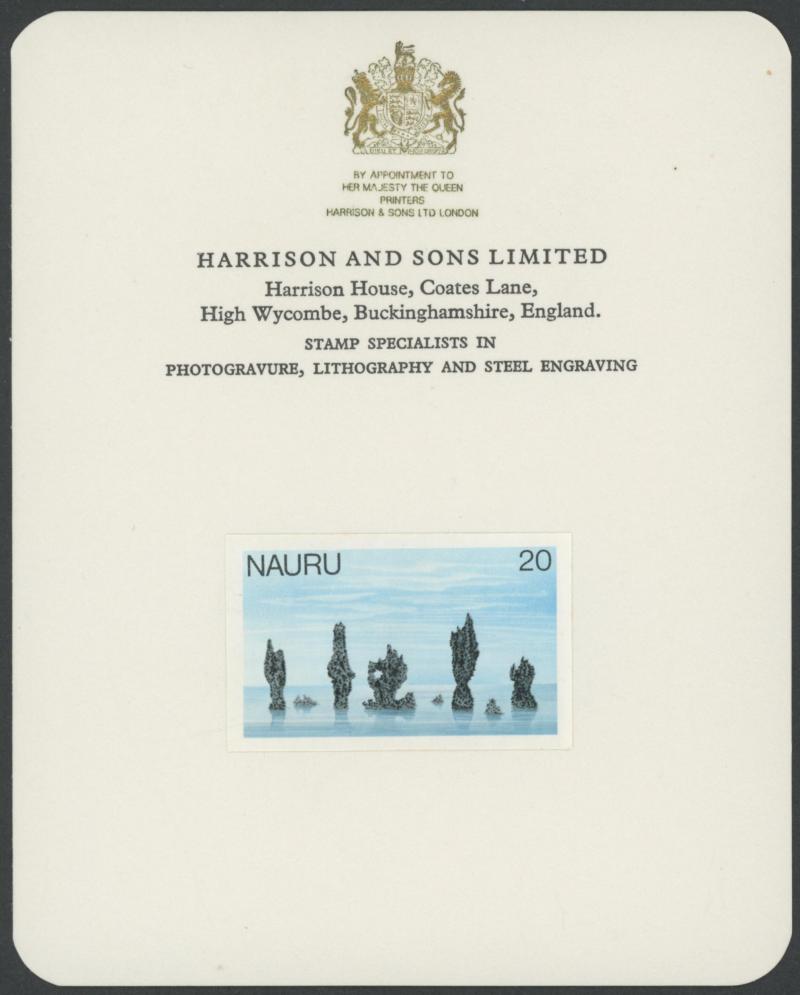 BY APPOINTMENT TO
HER MAJESTY THE QUEEN
PRINTERS
HARRISON & SONS LTD LONDON
HARRISON AND SONS LIMITED
Harrison House, Coates Lane,
High Wycombe, Buckinghamshire, England.
STAMP SPECIALISTS IN
PHOTOGRAVURE, LITHOGRAPHY AND STEEL ENGRAVING
NAURU 20